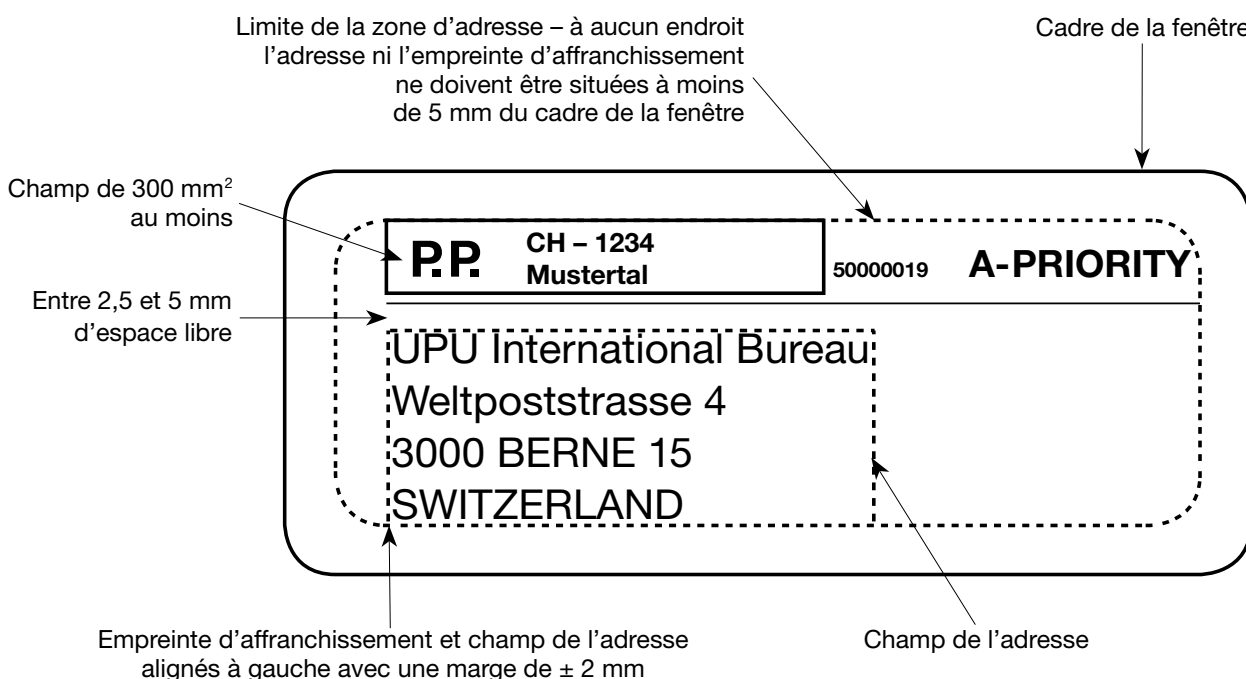 Limite de la zone d’adresse – à aucun endroit
l’adresse ni l’empreinte d’affranchissement
ne doivent être situées à moins
de 5 mm du cadre de la fenêtre
Cadre de la fenêtre
Champ de 300 mm²
au moins
P.P.
CH – 1234
Mustertal
50000019
A-PRIORITY
Entre 2,5 et 5 mm
d’espace libre
UPU International Bureau
Weltpoststrasse 4
3000 BERNE 15
SWITZERLAND
Empreinte d’affranchissement et champ de l’adresse
alignés à gauche avec une marge de ± 2 mm
Champ de l’adresse